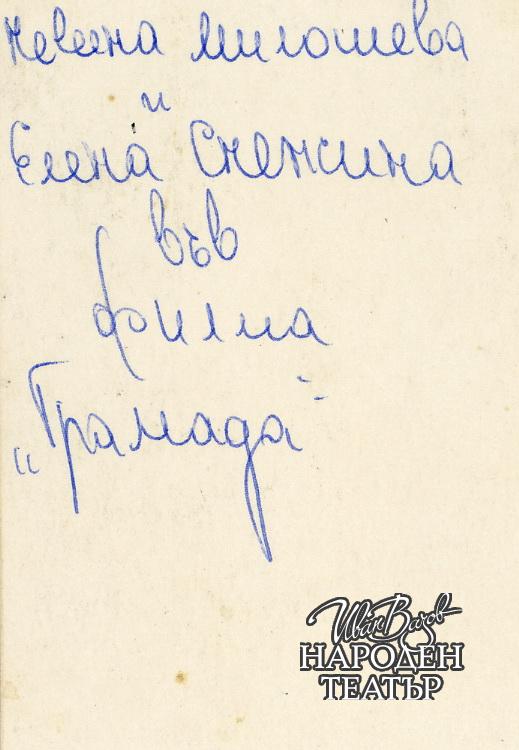 Невена Милошева
и
Елена Снежина
във
филма
„Грамада"
Иван Вазов
НАРОДЕН
ТЕАТЪР